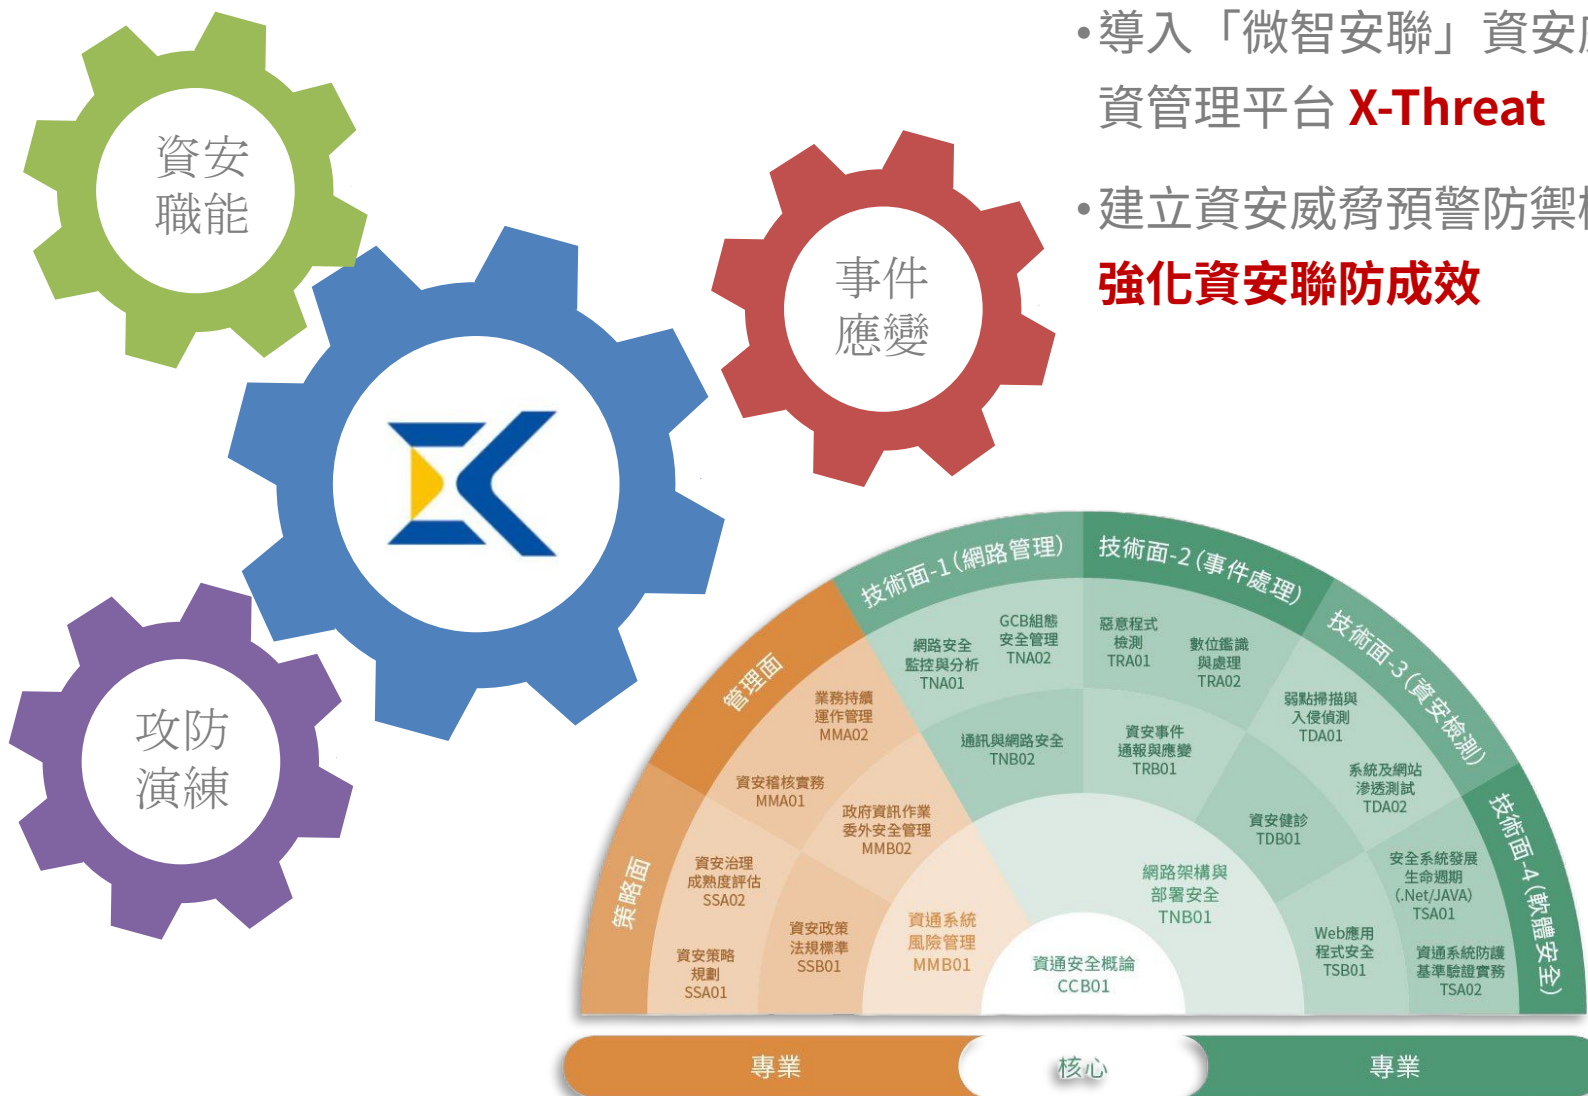 資安
職能
事件
應變
攻防
演練
•導入「微智安聯」資安
資管理平台 X-Threat
•建立資安威脅預警防禦
強化資安聯防成效
策略面
管理面
技術面-1(網路管理)
技術面-2(事件處理)
技術面-3(資安檢測)
技術面-4(軟體安全)
資安策略
規劃
SSA01
資安治理
成熟度評估
SSA02
資安政策
法規標準
SSB01
資安稽核實務
MMA01
業務持續
運作管理
MMA02
政府資訊作業
委外安全管理
MMB02
資通系統
風險管理
MMB01
網路安全
監控與分析
TNA01
GCB組態
安全管理
TNA02
通訊與網路安全
TNB02
惡意程式
檢測
TRA01
數位鑑識
與處理
TRA02
資安事件
通報與應變
TRB01
弱點掃描與
入侵偵測
TDA01
系統及網站
滲透測試
TDA02
資安健診
TDB01
安全系統發展
生命週期
(.Net/JAVA)
TSA01
資通系統防護
基準驗證實務
TSA02
Web應用
程式安全
TSB01
網路架構與
部署安全
TNB01
資通安全概論
CCB01
專業
核心
專業